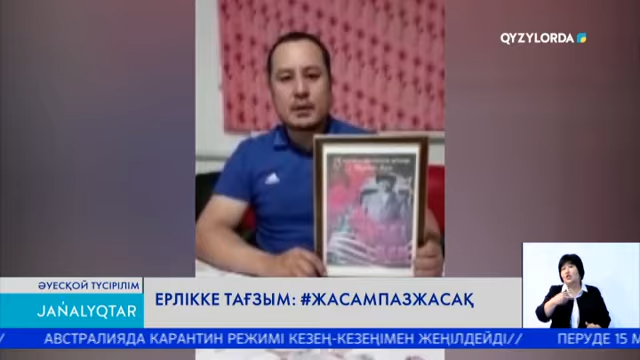 QYZYLORDA
ӘУЕСҚОЙ ТҮСІРІЛІМ
JAŃALYQTAR
ЕРЛІККЕ ТАҒЗЫМ: #ЖАСАМПАЗЖАСАҚ
АВСТРАЛИЯДА КАРАНТИН РЕЖИМІ КЕЗЕҢ-КЕЗЕҢІМЕН ЖЕҢІЛДЕЙДІ// ПЕРУДЕ 15 М